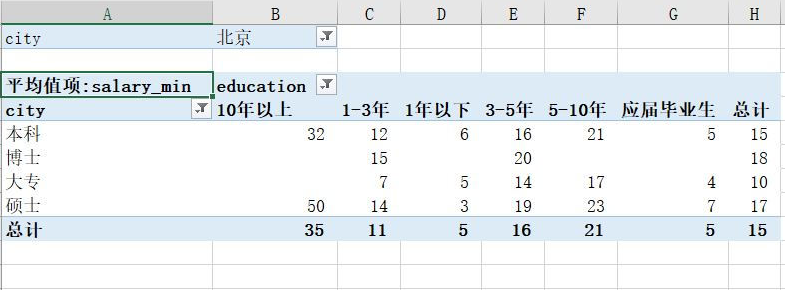 A B C D E F G H
city 北京
平均值项:salary_min education
city 10年以上 1-3年 1年以下 3-5年 5-10年 应届毕业生 总计
本科 32 12 6 16 21 5 15
博士 15 20 18
大专 7 5 14 17 4 10
硕士 50 14 3 19 23 7 17
总计 35 11 5 16 21 5 15